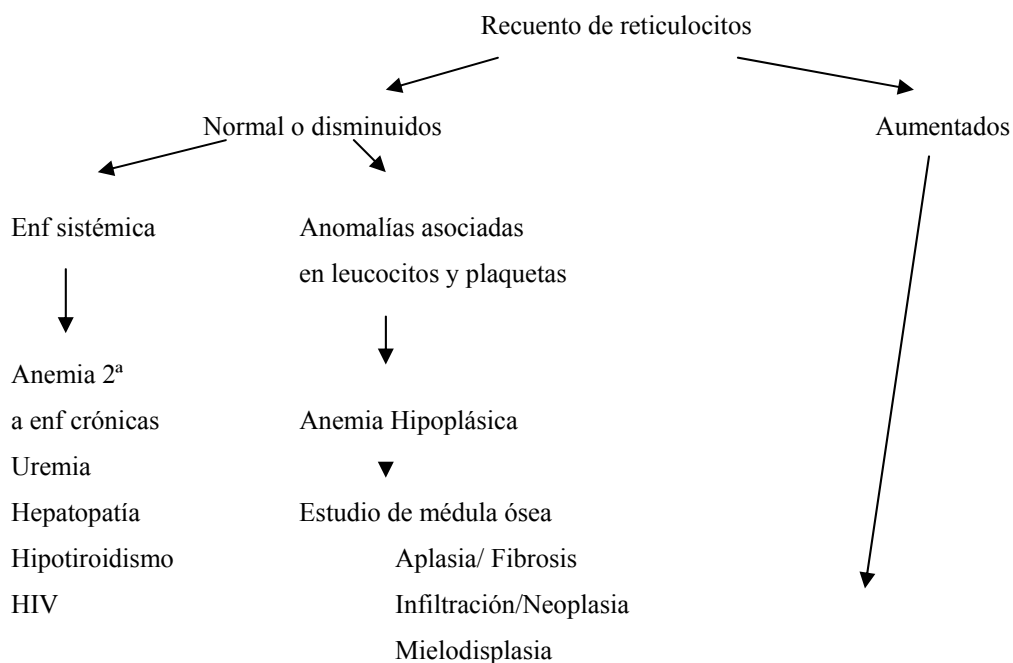 Recuento de reticulocitos
Normal o disminuidos
Aumentados
Enf sistémica
Anomalías asociadas
en leucocitos y plaquetas
Anemia 2ª
a enf crónicas
Uremia
Hepatopatía
Hipotiroidismo
HIV
Anemia Hipoplásica
Estudio de médula ósea
Aplasia/ Fibrosis
Infiltración/Neoplasia
Mielodisplasia